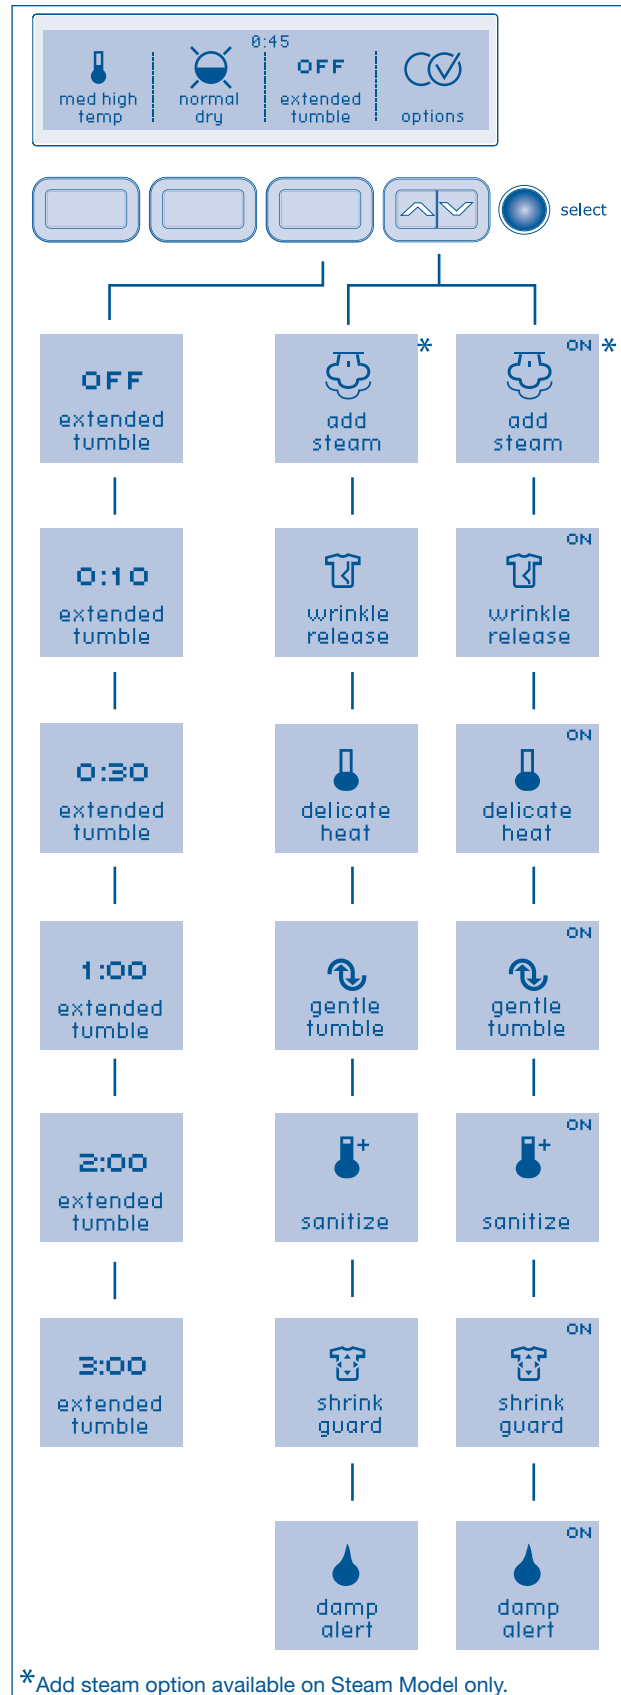 0:45
med high
temp
normal
dry
OFF
extended
tumble
options
select
OFF
extended
tumble
*
add
steam
ON *
add
steam
0:10
extended
tumble
wrinkle
release
ON
wrinkle
release
0:30
extended
tumble
delicate
heat
ON
delicate
heat
1:00
extended
tumble
gentle
tumble
ON
gentle
tumble
2:00
extended
tumble
+
sanitize
ON
+
sanitize
3:00
extended
tumble
shrink
guard
ON
shrink
guard
damp
alert
ON
damp
alert
*Add steam option available on Steam Model only.